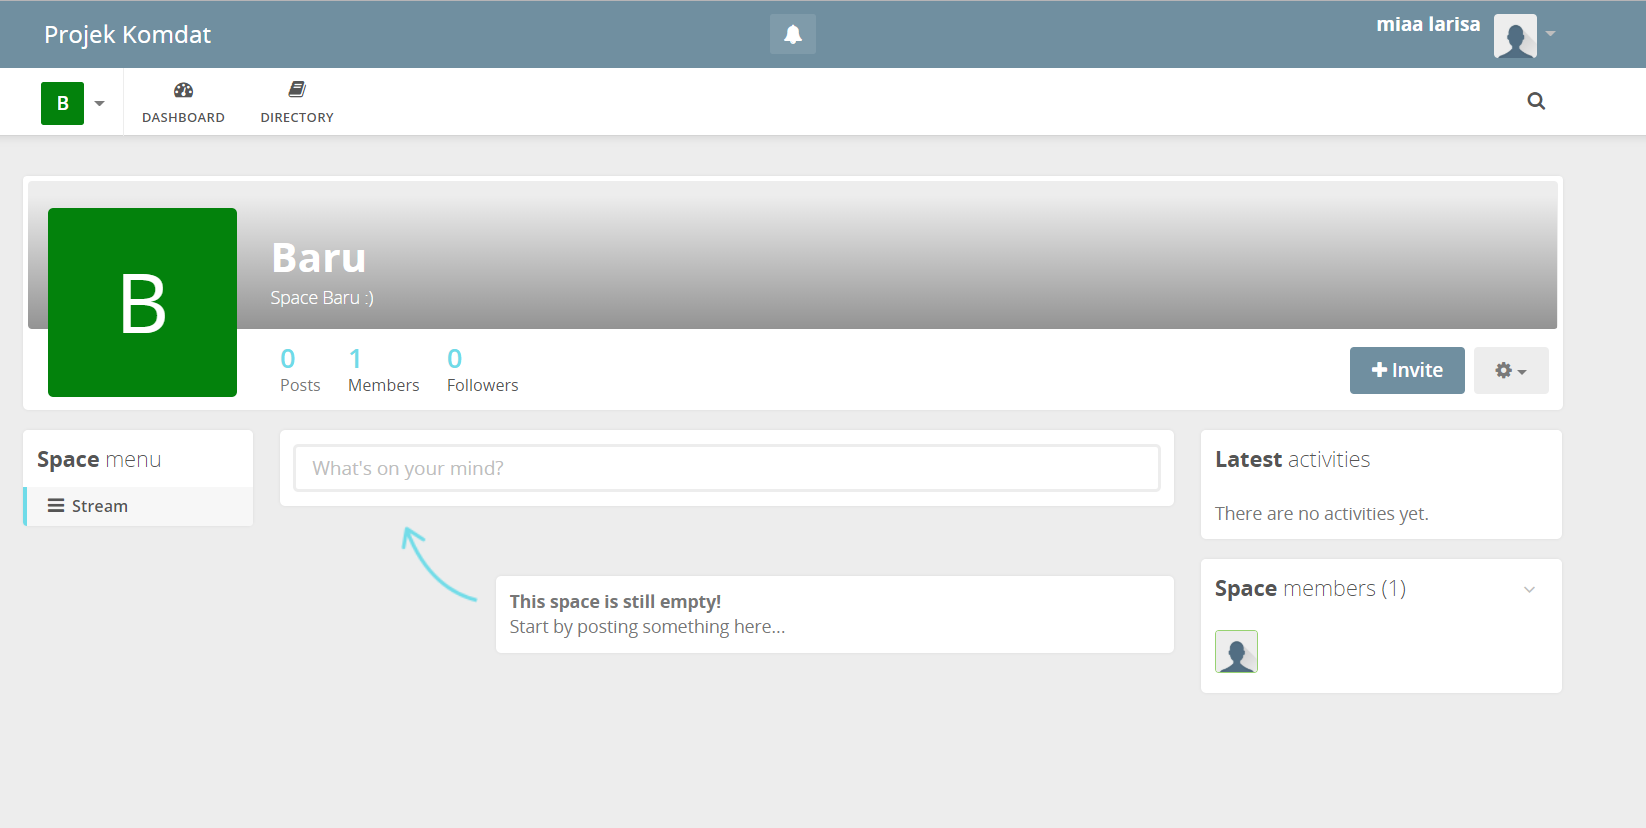 Projek Komdat
miaa larisa
B
DASHBOARD
DIRECTORY
B
Baru
Space Baru :)
0
Posts
1
Members
0
Followers
Invite
Space menu
Stream
What's on your mind?
This space is still empty!
Start by posting something here...
Latest activities
There are no activities yet.
Space members (1)